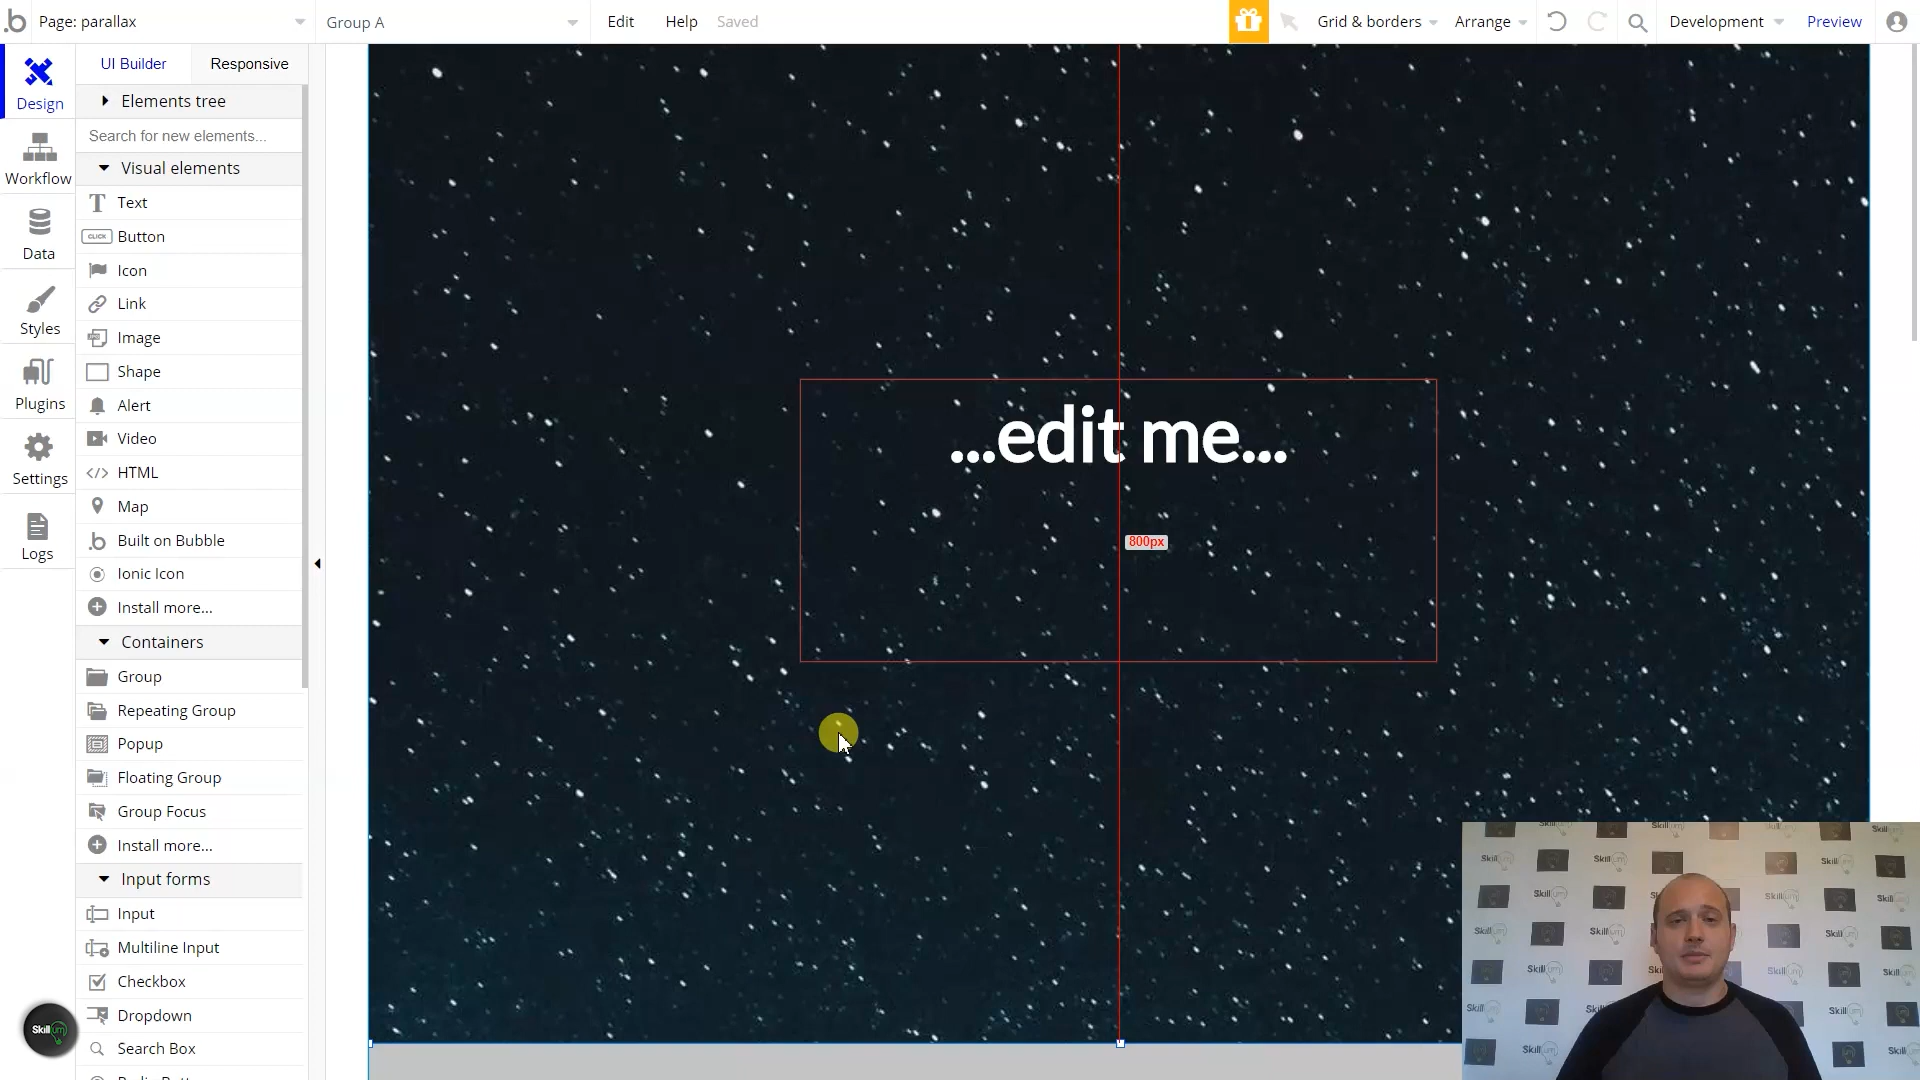 .b
Page: parallax
Group A
Edit
Help
Saved
Grid & borders
Arrange
Development
Preview
Design
Workflow
Data
Styles
Plugins
Settings
Logs
UI Builder
Responsive
Elements tree
Search for new elements...
Visual elements
Text
CLICK
Button
Icon
Link
Image
Shape
Alert
Video
HTML
Map
Built on Bubble
Ionic Icon
Install more...
Containers
Group
Repeating Group
Popup
Floating Group
Group Focus
Install more...
Input forms
Input
Multiline Input
Checkbox
Dropdown
Search Box
...edit me...
800px
Skillum